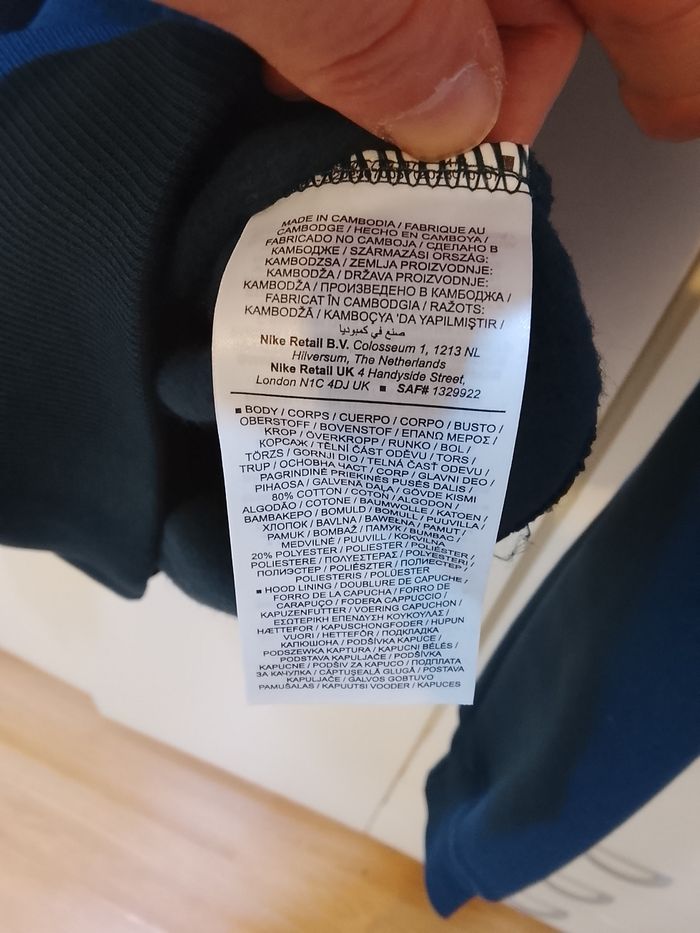 MADE IN CAMBODIA / FABRIQUE AU
CAMBODGE / HECHO EN CAMBOYA /
FABRICADO NO CAMBOJA / СДЕЛАНО В
КАМБОДЖЕ / SZÁRMAZÁSI ORSZÁG:
KAMBODZSA / ZEMLJA PROIZVODNJE:
KAMBODŽA / DRŽAVA PROIZVODNJE:
KAMBODŽA / ПРОИЗВЕДЕНО В КАМБОДЖА /
FABRICAT ÎN CAMBODGIA / RAŽOTS:
KAMBODŽĀ / KAMBOÇYA 'DA YAPILMIŞTIR /
صنع في كمبوديا
Nike Retail B.V. Colosseum 1, 1213 NL
Hilversum, The Netherlands
Nike Retail UK 4 Handyside Street,
London N1C 4DJ UK ■ SAF# 1329922
■ BODY / CORPS / CUERPO / CORPO / BUSTO /
OBERSTOFF / BOVENSTOF / ΕΠΑΝΩ ΜΕΡΟΣ /
KROP / ÖVERKROPP / RUNKO / BOL /
КОРСАЖ / TĚLNÍ ČÁST ODĚVU / TORS /
TÖRZS / GORNJI DIO / TELNÁ ČASŤ ODEVU /
TRUP / ОСНОВНА ЧАСТ / CORP / GLAVNI DEO /
PAGRINDINĖ PRIEKINĖS PUSĖS DALIS /
PIHAOSA / GALVENĀ DAĻA / GÖVDE KISMI
80% COTTON / COTON / ALGODÓN /
ALGODÃO / COTONE / BAUMWOLLE / KATOEN /
ΒΑΜΒΑΚΕΡΟ / BOMULD / BOMULL / PUUVILLA /
ХЛОПОК / BAVLNA / BAWEŁNA / PAMUT /
PAMUK / BOMBAŽ / ПАМУК / BUMBAC /
MEDVILNĖ / PUUVILL / KOKVILNA
20% POLYESTER / POLIÉSTER /
POLIESTERE / ΠΟΛΥΕΣΤΕΡΑΣ / POLYESTERI /
ПОЛИЭСТЕР / POLIESZTER / ПОЛИЕСТЕР /
POLIESTERIS / POLÜESTER
■ HOOD LINING / DOUBLURE DE CAPUCHE /
FORRO DE LA CAPUCHA / FORRO DE
CARAPUÇO / FODERA CAPPUCCIO /
KAPUZENFUTTER / VOERING CAPUCHON /
ΕΣΩΤΕΡΙΚΗ ΕΠΕΝΔΥΣΗ ΚΟΥΚΟΥΛΑΣ /
HÆTTEFOR / KAPUSCHONGFODER / HUPUN
VUORI / HETTEFÔR / ПОДКЛАДКА
КАПЮШОНА / PODŠÍVKA KAPUCE /
PODSZEWKA KAPTURA / KAPUCNI BÉLÉS /
PODSTAVA KAPULJAČE / PODŠÍVKA
KAPUCNE / PODŠIV ZA KAPUCO / ПОДПЛАТА
ЗА КАЧУЛКА / CĂPTUŞEALĂ GLUGĂ / POSTAVA
KAPULJAČE / GALVOS GOBTUVO
PAMUŠALAS / KAPUUTSI VOODER / KAPUCES